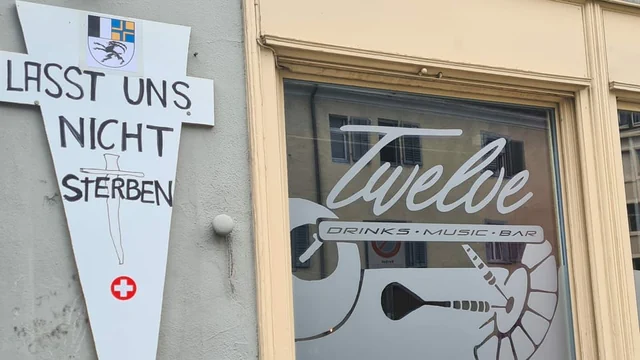 LASST UNS
NICHT
STERBEN
Twelve
DRINKS • MUSIC • BAR